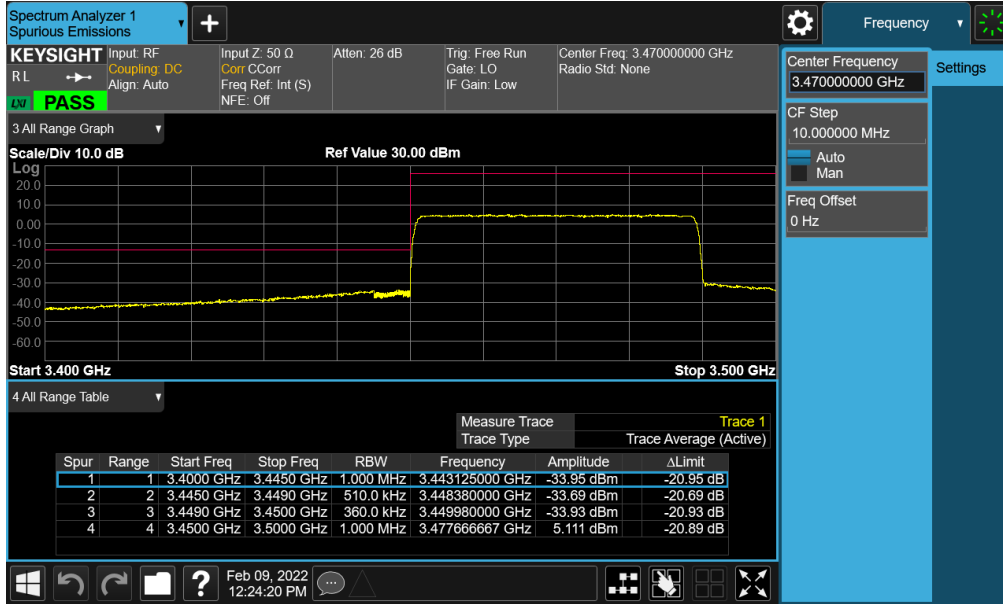 Spectrum Analyzer 1
Spurious Emissions
Frequency
KEYSIGHT
R L
LXI
PASS
Input: RF
Coupling: DC
Align: Auto
Input Z: 50 Ω
Corr CCorr
Freq Ref: Int (S)
NFE: Off
Atten: 26 dB
Trig: Free Run
Gate: LO
IF Gain: Low
Center Freq: 3.470000000 GHz
Radio Std: None
Center Frequency
3.470000000 GHz
Settings
CF Step
10.000000 MHz
Auto
Man
Freq Offset
0 Hz
3 All Range Graph
Scale/Div 10.0 dB
Ref Value 30.00 dBm
Log
20.0
10.0
0.00
-10.0
-20.0
-30.0
-40.0
-50.0
-60.0
Start 3.400 GHz
Stop 3.500 GHz
4 All Range Table
Measure Trace Trace 1
Trace Type Trace Average (Active)
Spur Range Start Freq Stop Freq RBW Frequency Amplitude ΔLimit
1 1 3.4000 GHz 3.4450 GHz 1.000 MHz 3.443125000 GHz -33.95 dBm -20.95 dB
2 2 3.4450 GHz 3.4490 GHz 510.0 kHz 3.448380000 GHz -33.69 dBm -20.69 dB
3 3 3.4490 GHz 3.4500 GHz 360.0 kHz 3.449980000 GHz -33.93 dBm -20.93 dB
4 4 3.4500 GHz 3.5000 GHz 1.000 MHz 3.477666667 GHz 5.111 dBm -20.89 dB
?
Feb 09, 2022
12:24:20 PM